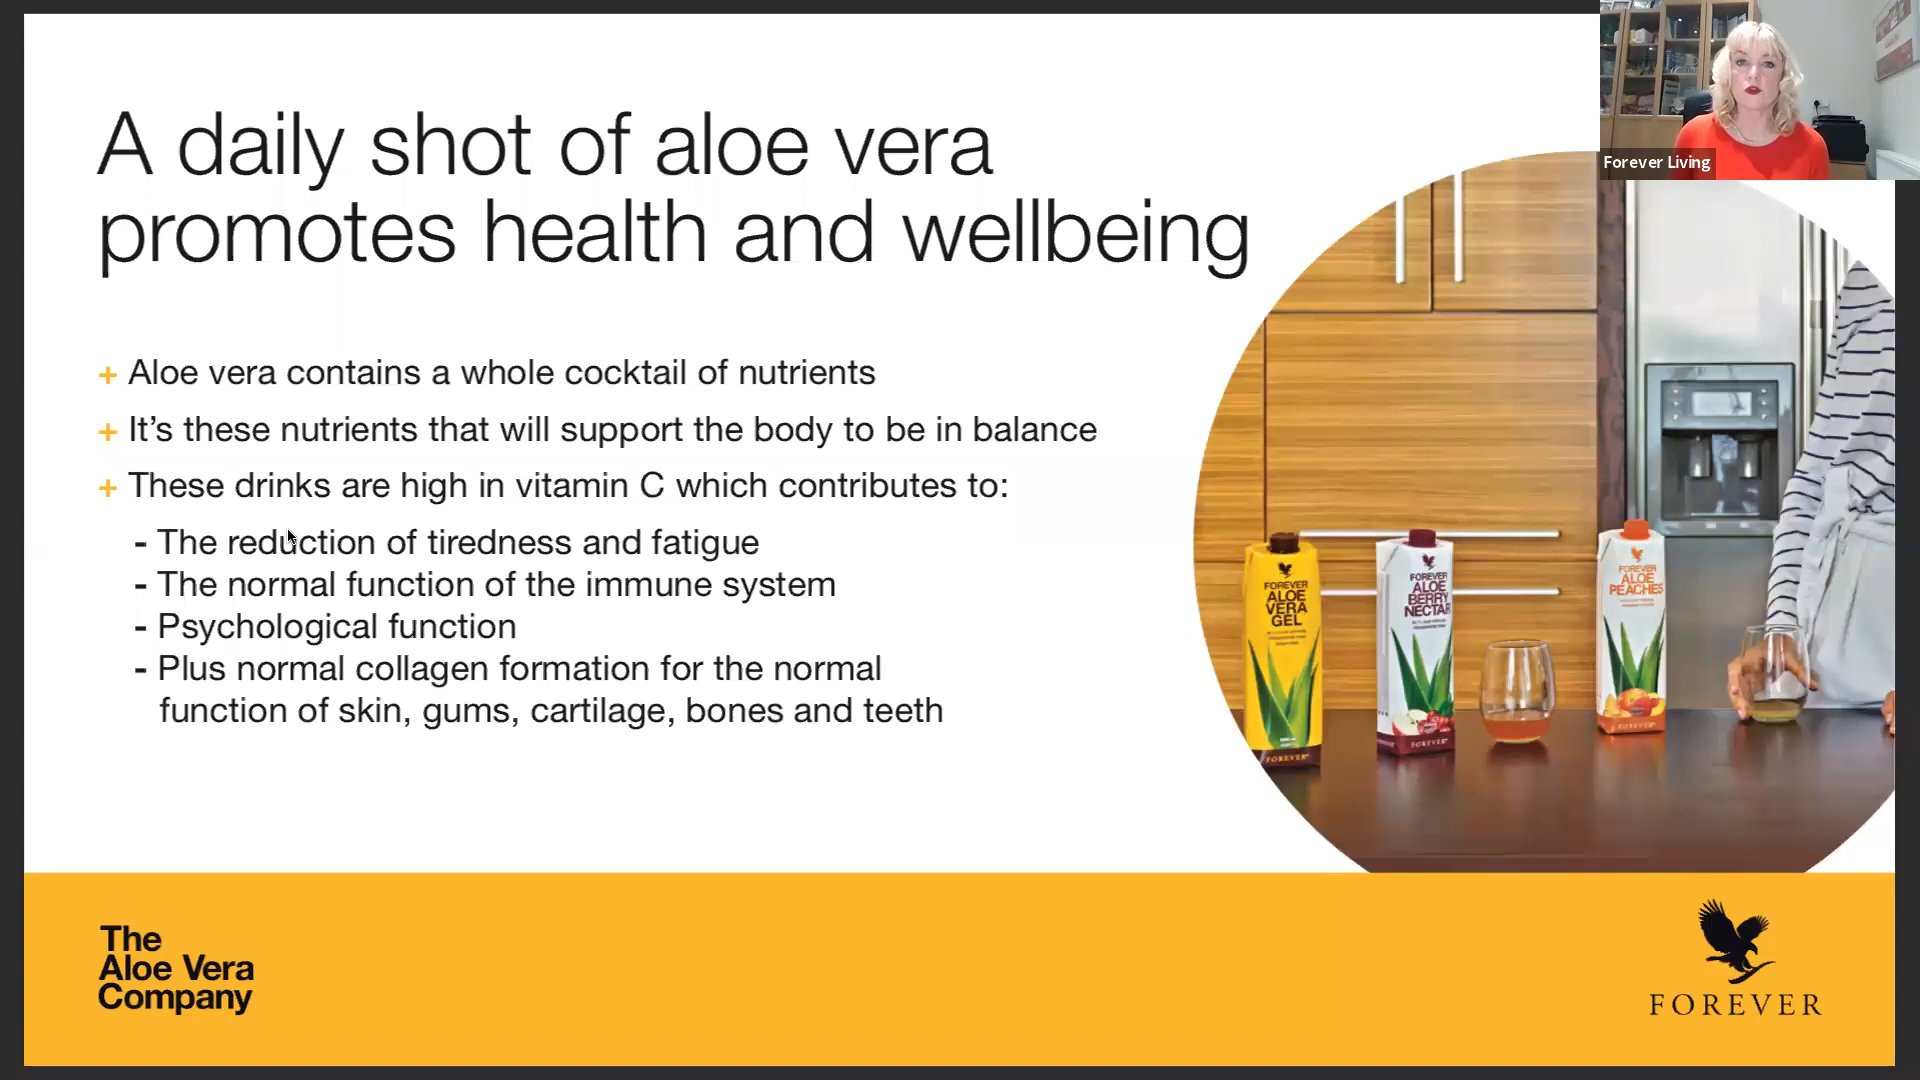 Forever Living
A daily shot of aloe vera
promotes health and wellbeing
+ Aloe vera contains a whole cocktail of nutrients
+ It’s these nutrients that will support the body to be in balance
+ These drinks are high in vitamin C which contributes to:
- The reduction of tiredness and fatigue
- The normal function of the immune system
- Psychological function
- Plus normal collagen formation for the normal
function of skin, gums, cartilage, bones and teeth
FOREVER
ALOE
VERA
GEL
FOREVER
FOREVER
ALOE
BERRY
NECTAR
FOREVER
FOREVER
ALOE
PEACHES
FOREVER
The
Aloe Vera
Company
FOREVER